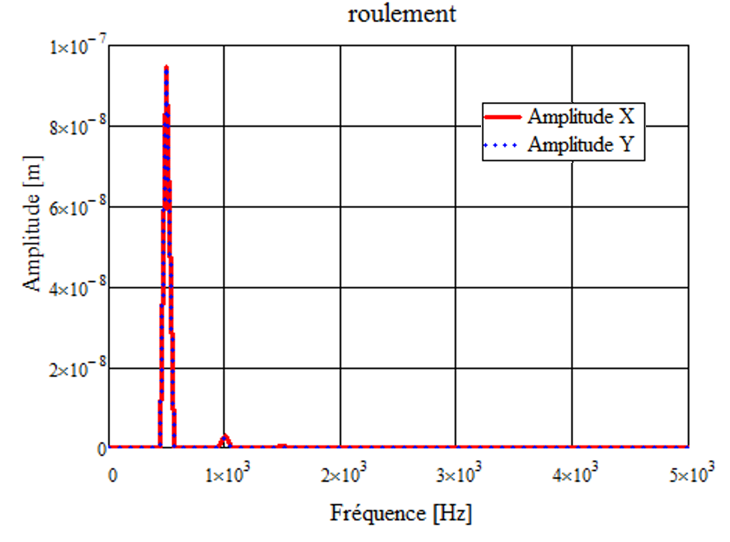 roulement
1×10⁻⁷
8×10⁻⁸
6×10⁻⁸
4×10⁻⁸
2×10⁻⁸
0
Amplitude [m]
Amplitude X
Amplitude Y
0 1×10³ 2×10³ 3×10³ 4×10³ 5×10³
Fréquence [Hz]